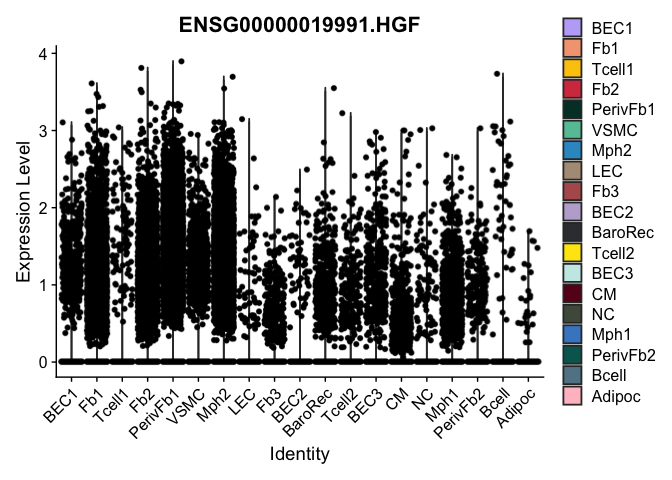 ENSG00000019991.HGF
Expression Level
4
3
2
1
0
BEC1
Fb1
Tcell1
Fb2
PerivFb1
VSMC
Mph2
LEC
Fb3
BEC2
BaroRec
Tcell2
BEC3
CM
NC
Mph1
PerivFb2
Bcell
Adipoc
Identity
BEC1
Fb1
Tcell1
Fb2
PerivFb1
VSMC
Mph2
LEC
Fb3
BEC2
BaroRec
Tcell2
BEC3
CM
NC
Mph1
PerivFb2
Bcell
Adipoc